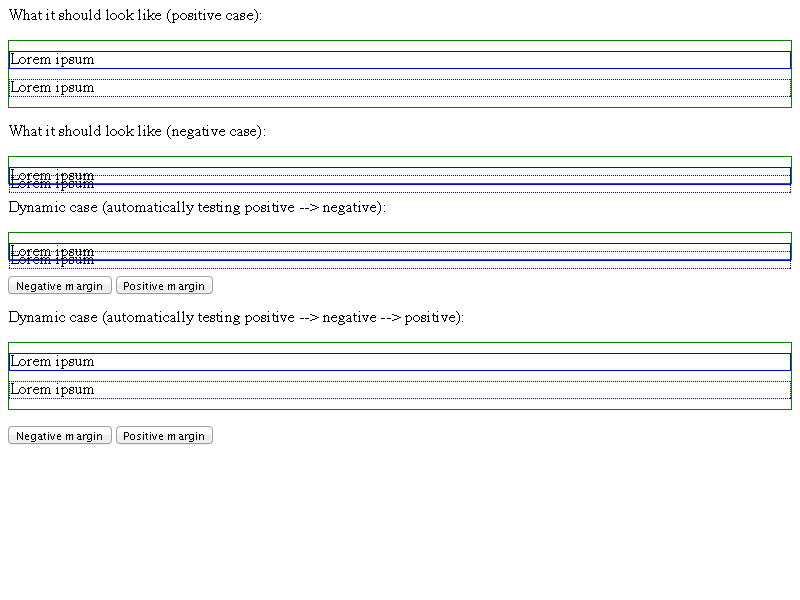 What it should look like (positive case):
Lorem ipsum
Lorem ipsum
What it should look like (negative case):
Lorem ipsum
Lorem ipsum
Dynamic case (automatically testing positive --> negative):
Lorem ipsum
Lorem ipsum
Negative margin Positive margin
Dynamic case (automatically testing positive --> negative --> positive):
Lorem ipsum
Lorem ipsum
Negative margin Positive margin